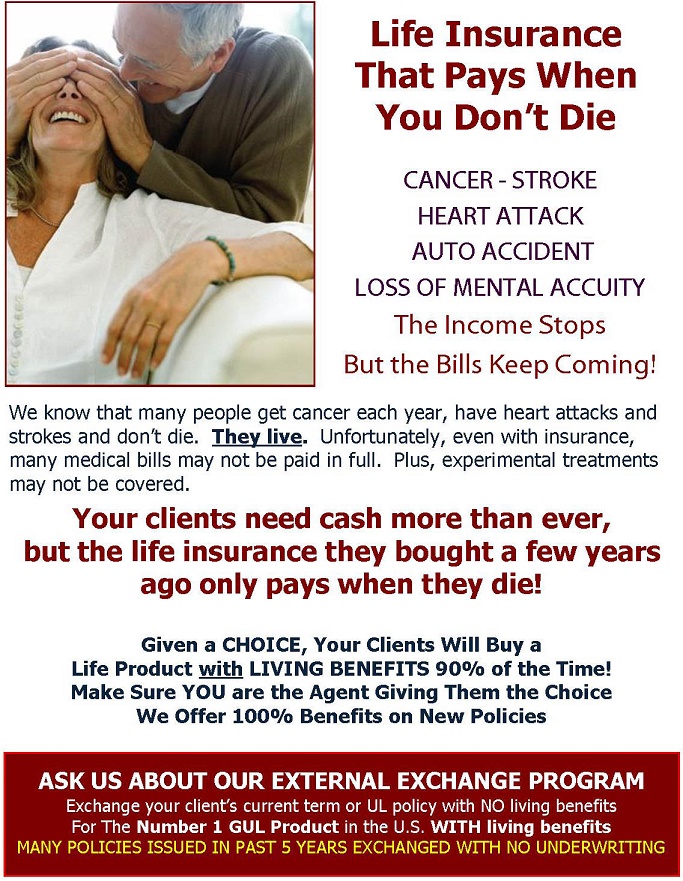 Life Insurance
That Pays When
You Don't Die
CANCER - STROKE
HEART ATTACK
AUTO ACCIDENT
LOSS OF MENTAL ACCUITY
The Income Stops
But the Bills Keep Coming!
We know that many people get cancer each year, have heart attacks and
strokes and don't die. They live. Unfortunately, even with insurance,
many medical bills may not be paid in full. Plus, experimental treatments
may not be covered.
Your clients need cash more than ever,
but the life insurance they bought a few years
ago only pays when they die!
Given a CHOICE, Your Clients Will Buy a
Life Product with LIVING BENEFITS 90% of the Time!
Make Sure YOU are the Agent Giving Them the Choice
We Offer 100% Benefits on New Policies
ASK US ABOUT OUR EXTERNAL EXCHANGE PROGRAM
Exchange your client's current term or UL policy with NO living benefits
For The Number 1 GUL Product in the U.S. WITH living benefits
MANY POLICIES ISSUED IN PAST 5 YEARS EXCHANGED WITH NO UNDERWRITING